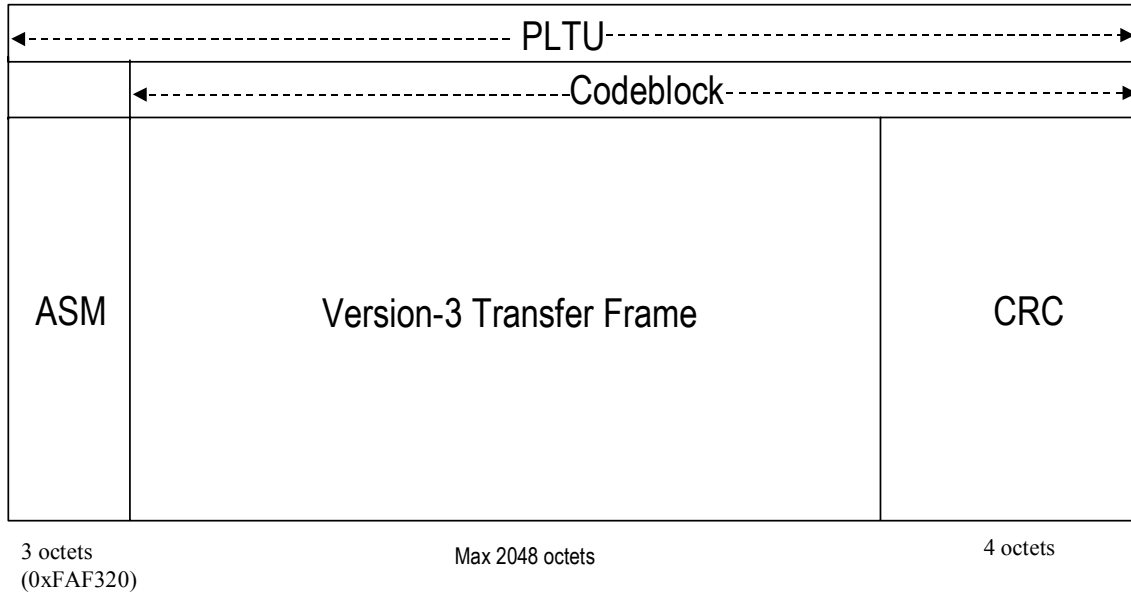 PLTU
Codeblock
ASM
Version-3 Transfer Frame
CRC
3 octets
(0xFAF320)
Max 2048 octets
4 octets